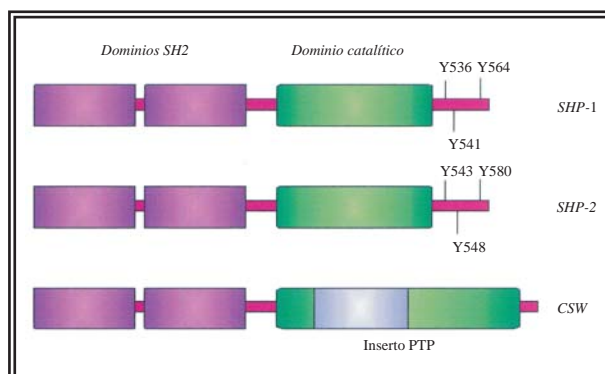 Dominios SH2 Dominio catalítico
Y536 Y564
SHP-1
Y541
Y543 Y580
SHP-2
Y548
CSW
Inserto PTP